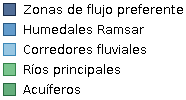 Zonas de flujo preferente
Humedales Ramsar
Corredores fluviales
Ríos principales
Acuíferos